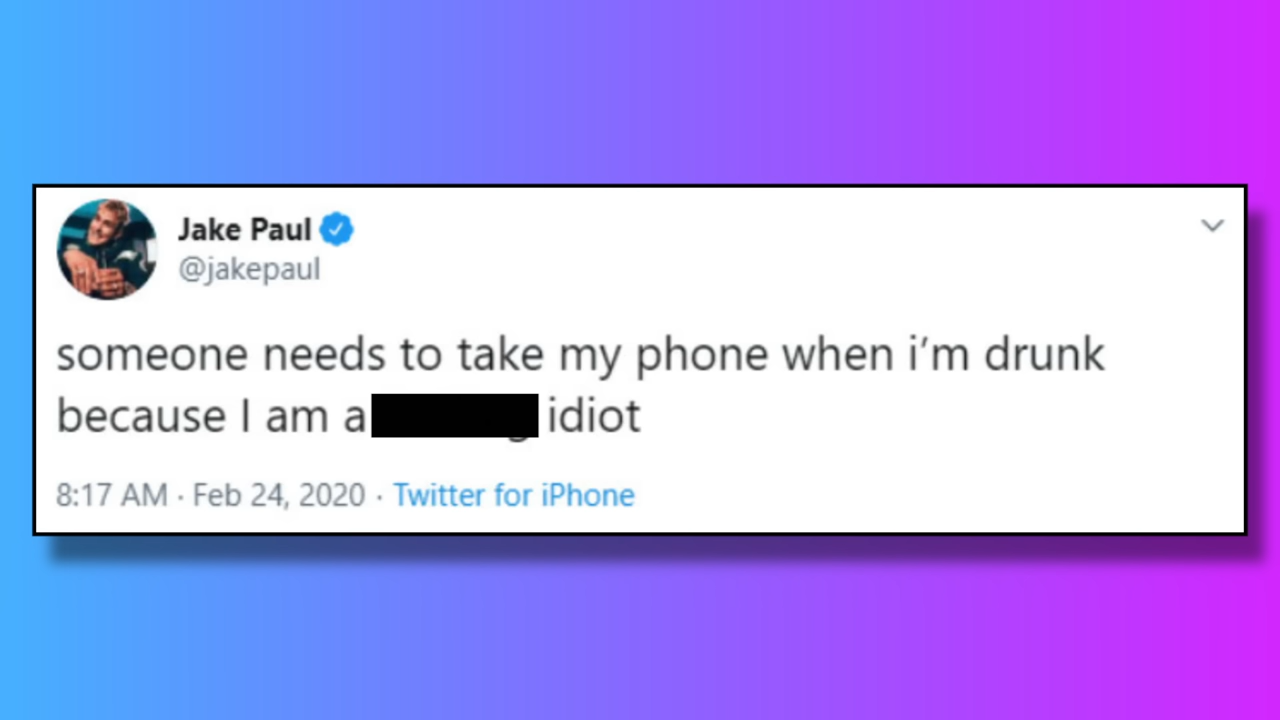 Jake Paul
@jakepaul
someone needs to take my phone when i'm drunk
because I am a idiot
8:17 AM · Feb 24, 2020 · Twitter for iPhone